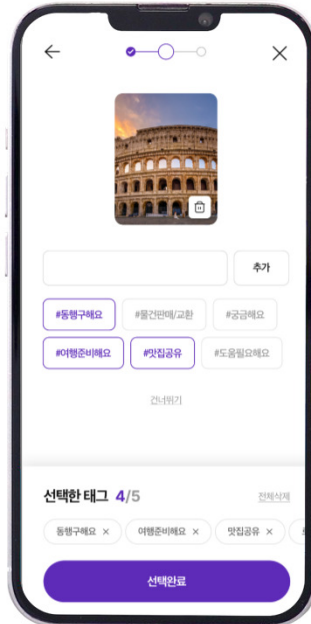 추가
#동행구해요 #물건판매/교환 #궁금해요
#여행준비해요 #맛집공유 #도움필요해요
건너뛰기
선택한 태그 4/5 전체삭제
동행구해요 × 여행준비해요 × 맛집공유 ×
선택완료